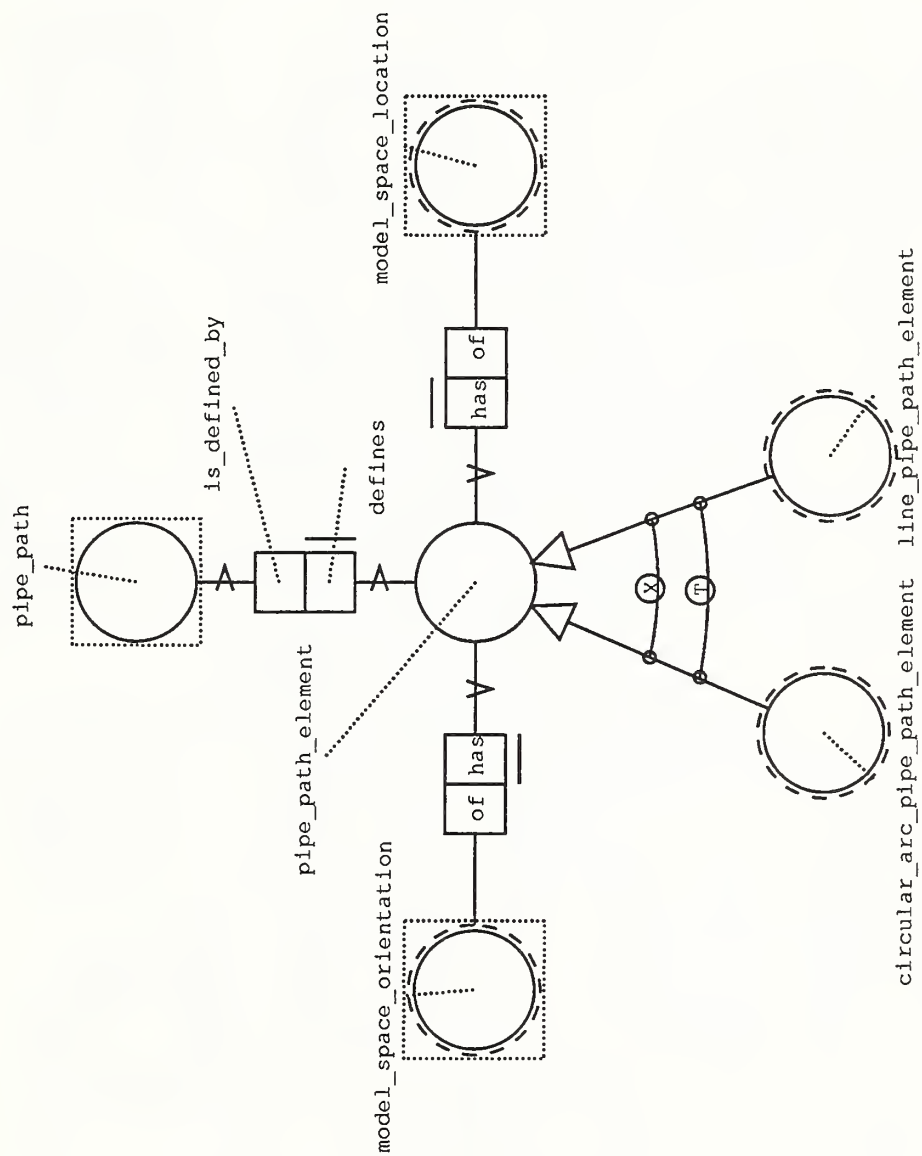 pipe_path
is_defined_by
defines
model_space_location
has
of
pipe_path_element
of
has
model_space_orientation
X
T
line_pipe_path_element
circular_arc_pipe_path_element